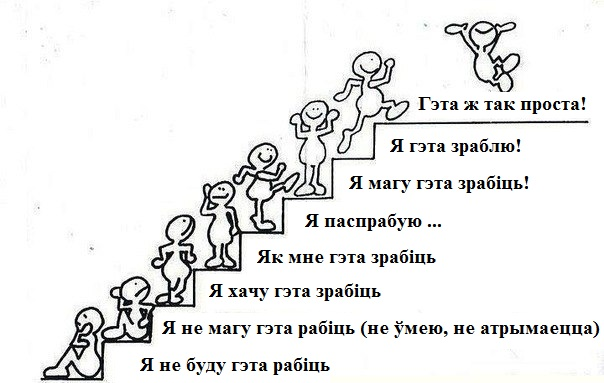 Гэта ж так проста!
Я гэта зраблю!
Я магу гэта зрабіць!
Я паспрабую ...
Як мне гэта зрабіць
Я хачу гэта зрабіць
Я не магу гэта рабіць (не ўмею, не атрымаецца)
Я не буду гэта рабіць